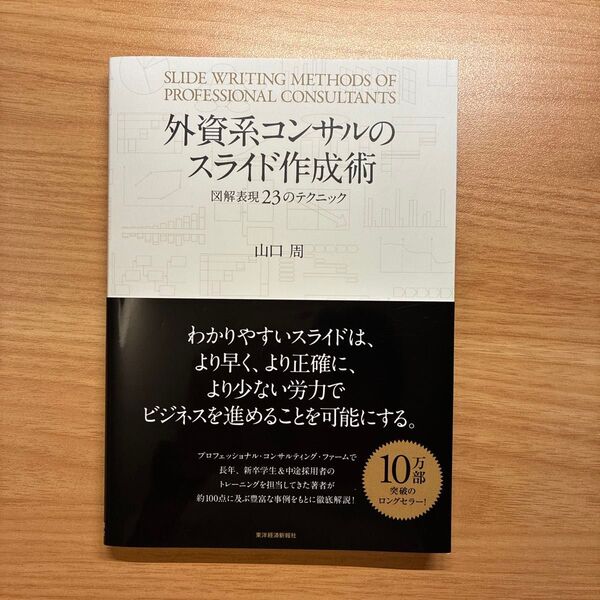 SLIDE WRITING METHODS OF
PROFESSIONAL CONSULTANTS
外資系コンサルの
スライド作成術
図解表現23のテクニック
山口 周
わかりやすいスライドは、
より早く、より正確に、
より少ない労力で
ビジネスを進めることを可能にする。
プロフェッショナル・コンサルティング・ファームで
長年、新卒学生&中途採用者の
トレーニングを担当してきた著者が
約100点に及ぶ豊富な事例をもとに徹底解説!
10万部
突破の
ロングセラー!
東洋経済新報社